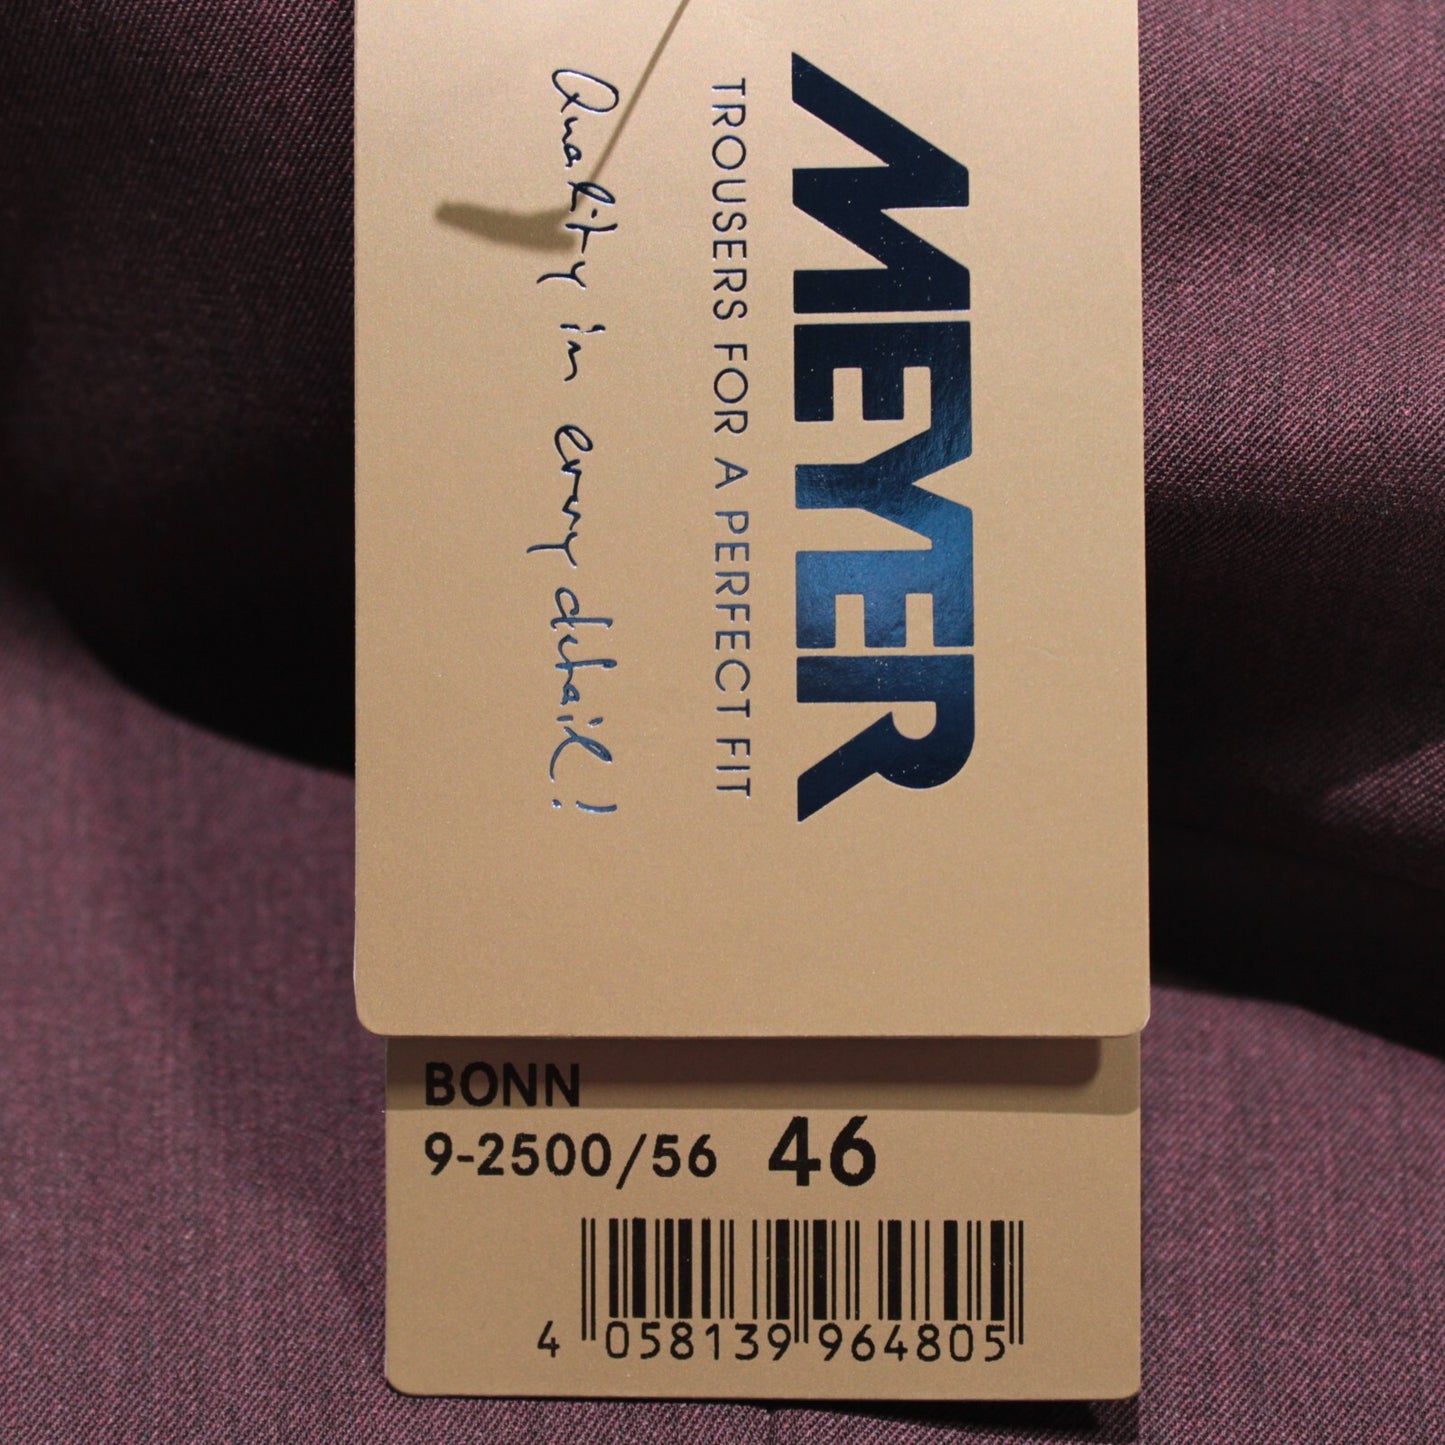 MEYER
TROUSERS FOR A PERFECT FIT
Quality in every detail!
BONN
9-2500/56 46
4 058139 964805